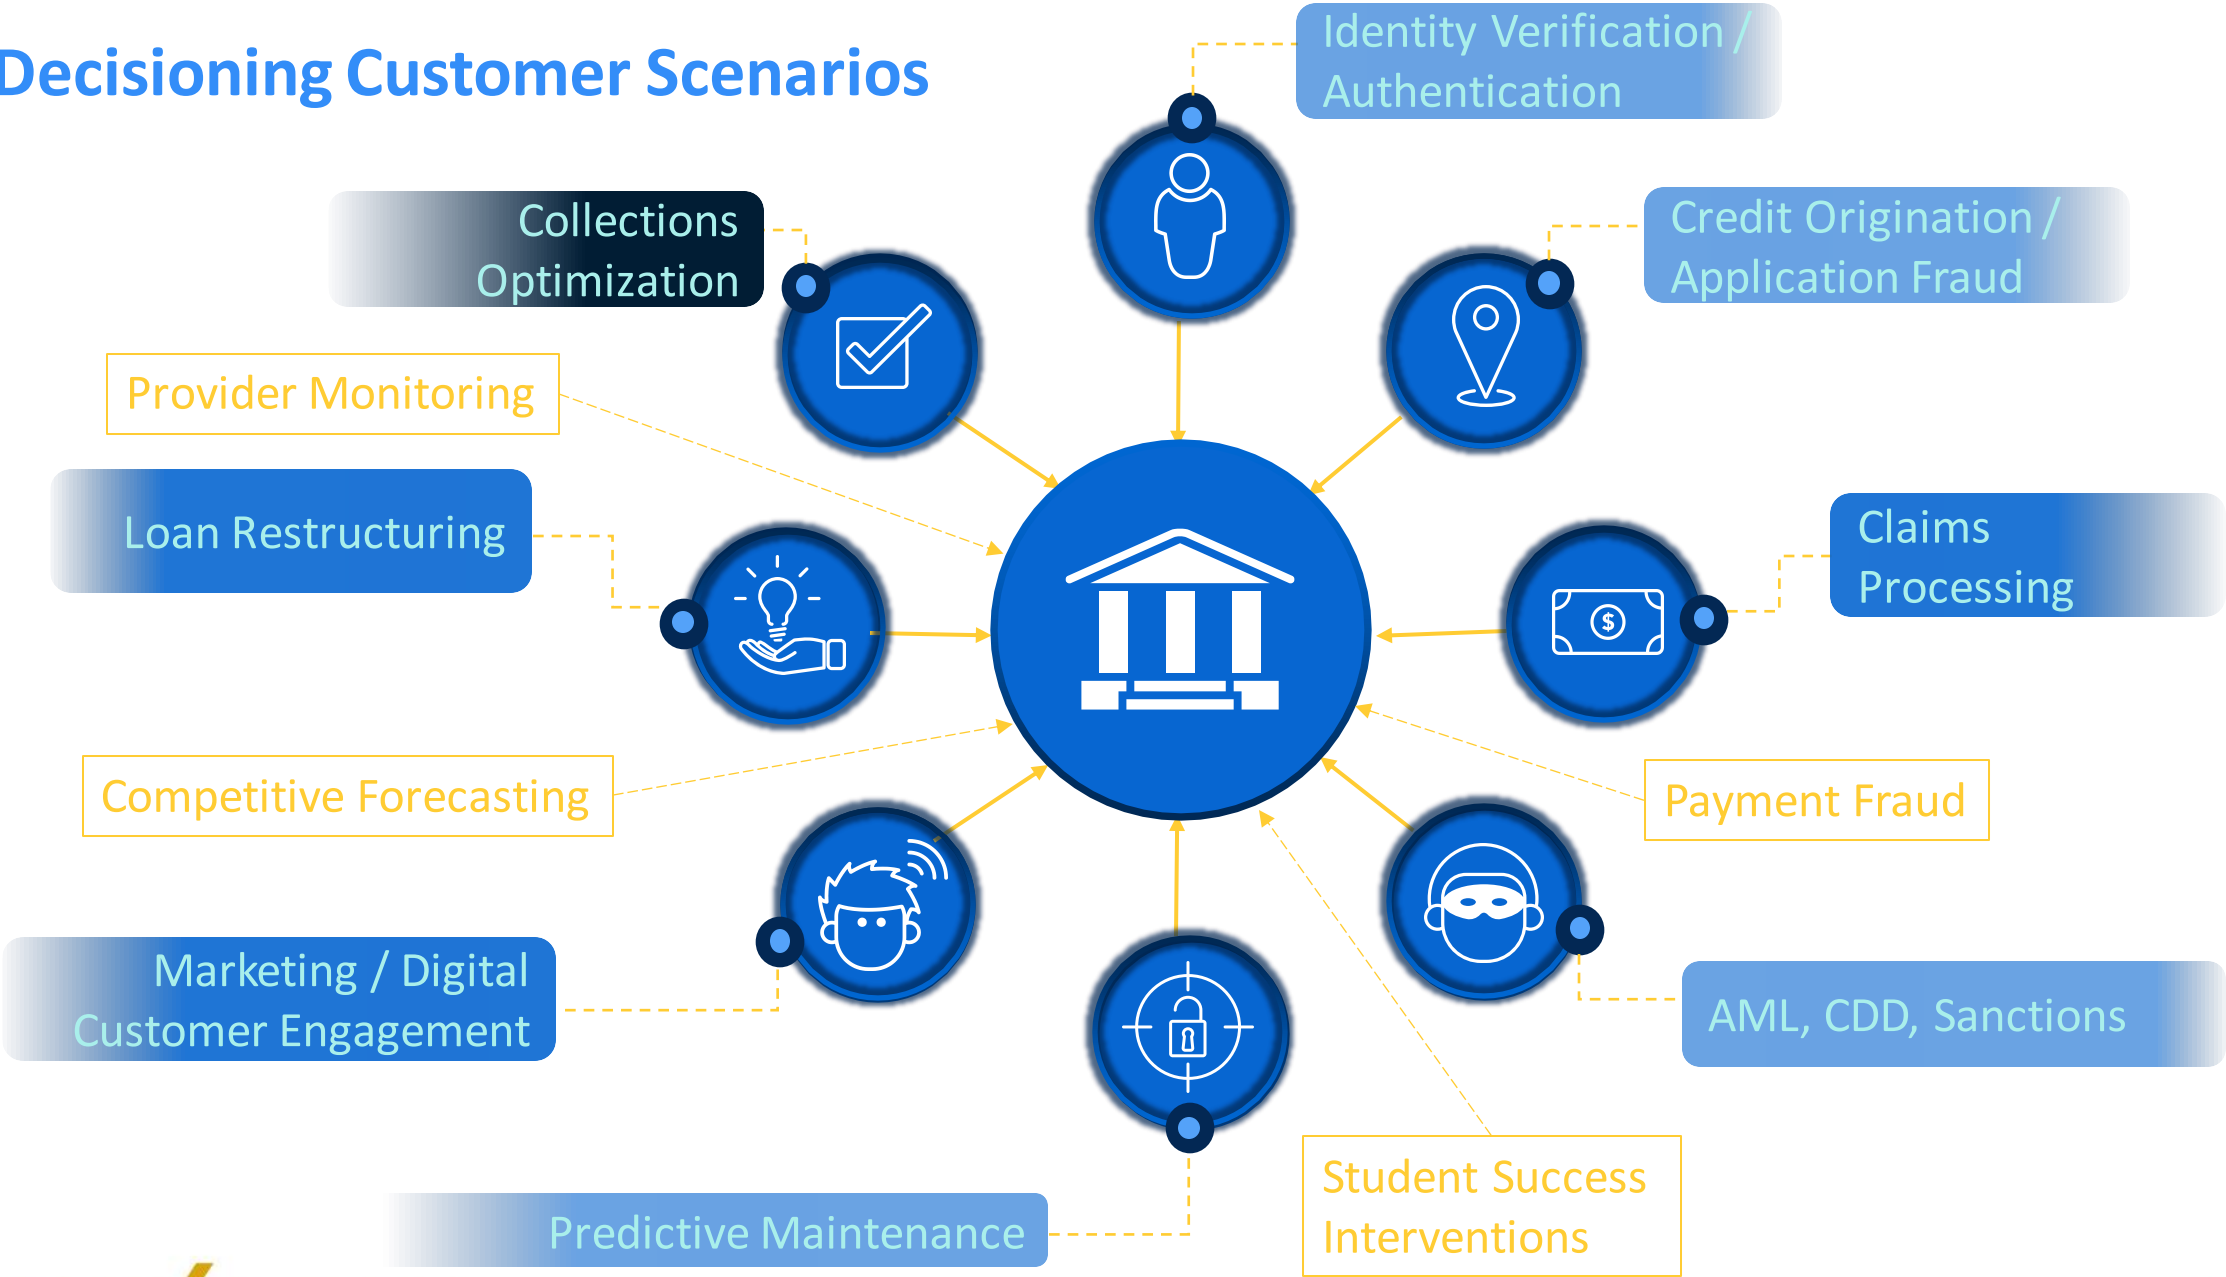 Decisioning Customer Scenarios
Identity Verification /
Authentication
Collections
Optimization
Credit Origination /
Application Fraud
Provider Monitoring
Loan Restructuring
Claims
Processing
$
Competitive Forecasting
Payment Fraud
Marketing / Digital
Customer Engagement
AML, CDD, Sanctions
Student Success
Interventions
Predictive Maintenance